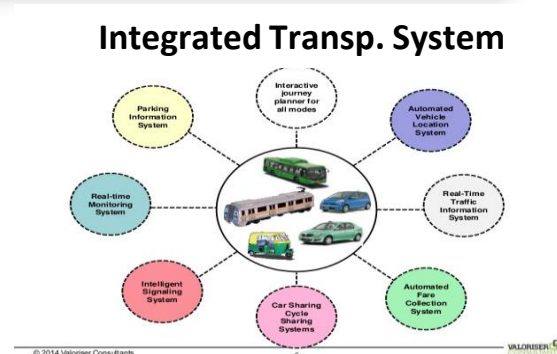 Integrated Transp. System
Interactive
journey
planner for
all modes
Parking
Information
System
Automated
Vehicle
Location
System
Real-time
Monitoring
System
Real-Time
Traffic
Information
System
Intelligent
Signaling
System
Automated
Fare
Collection
System
Car Sharing
Cycle
Sharing
Systems
© 2014 Valoriser Consultants
VALORISER